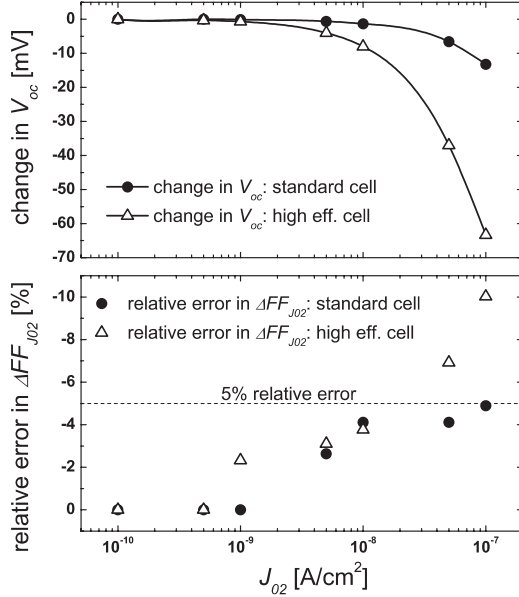 change in Voc [mV]
0
-10
-20
-30
-40
-50
-60
-70
change in Voc: standard cell
change in Voc: high eff. cell
relative error in ΔFFJ02 [%]
-10
-8
-6
-4
-2
0
relative error in ΔFFJ02: standard cell
relative error in ΔFFJ02: high eff. cell
5% relative error
10⁻¹⁰ 10⁻⁹ 10⁻⁸ 10⁻⁷
J02 [A/cm²]